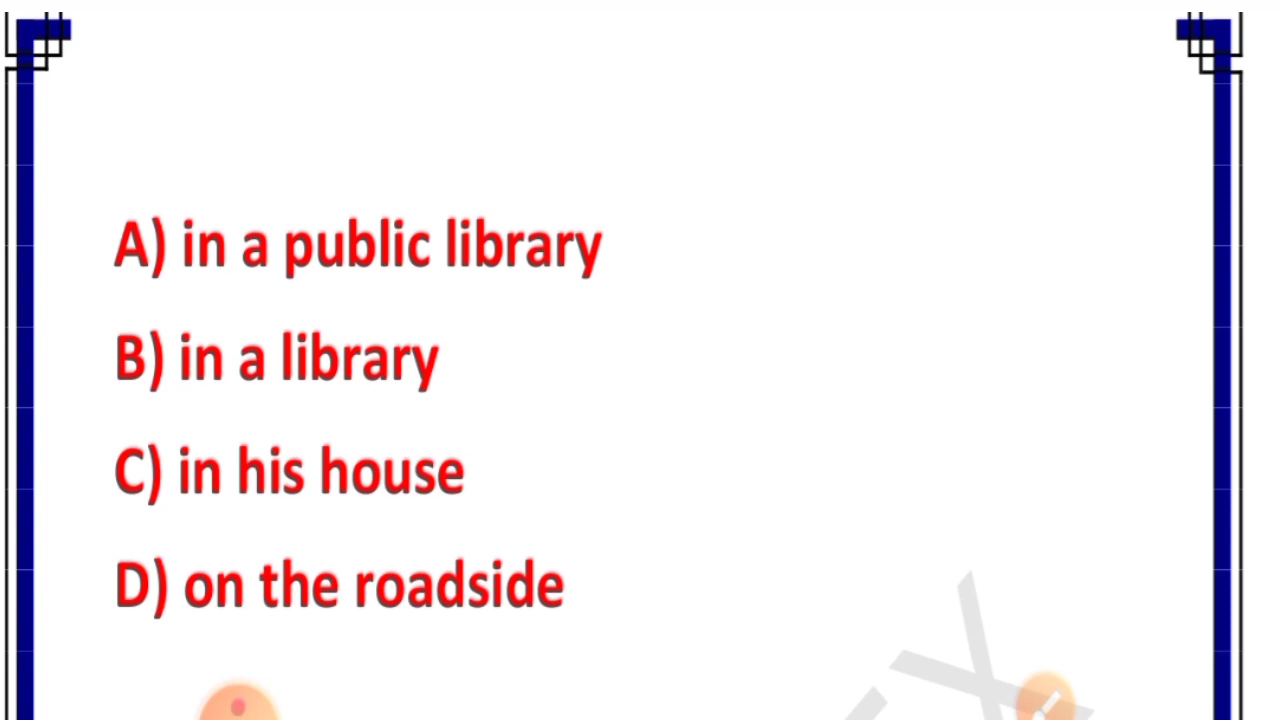 A) in a public library
B) in a library
C) in his house
D) on the roadside